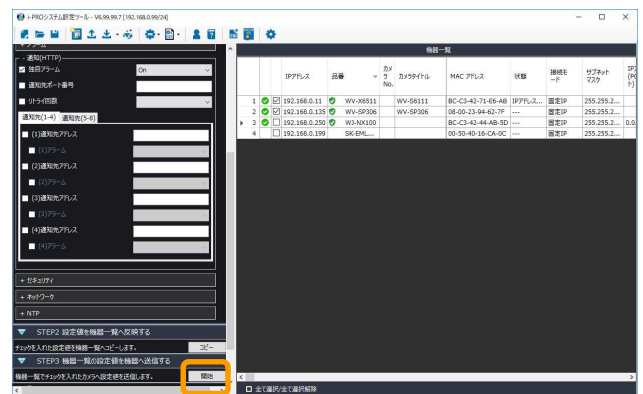 i-PROシステム設定ツール - V6.99.99.7 [192.168.0.99/24]
+ アラーム
- 通知(HTTP)
独自アラーム On
通知先ポート番号
リトライ回数
通知先(1-4) 通知先(5-8)
(1)通知先アドレス
(1)アラーム
(2)通知先アドレス
(2)アラーム
(3)通知先アドレス
(3)アラーム
(4)通知先アドレス
(4)アラーム
+ セキュリティ
+ ネットワーク
+ NTP
▼ STEP2 設定値を機器一覧へ反映する
チェックを入れた設定値を機器一覧へコピーします。 コピー
▼ STEP3 機器一覧の設定値を機器へ送信する
機器一覧でチェックを入れたカメラへ設定値を送信します。 開始
機器一覧
IPアドレス 品番 カメラNo. カメラタイトル MAC アドレス 状態 接続モード サブネットマスク
1 192.168.0.11 WV-X6511 WV-S6111 BC-C3-42-71-E6-AB IPアドレス... 固定IP 255.255.2...
2 192.168.0.135 WV-SP306 WV-SP306 08-00-23-94-62-7F --- 固定IP 255.255.2...
3 192.168.0.250 WJ-NX100 BC-C3-42-44-AB-5D --- 固定IP 255.255.2... 0.0.
4 192.168.0.199 SK-EML... 00-50-40-16-CA-0C --- 固定IP 255.255.2...
全て選択/全て選択解除